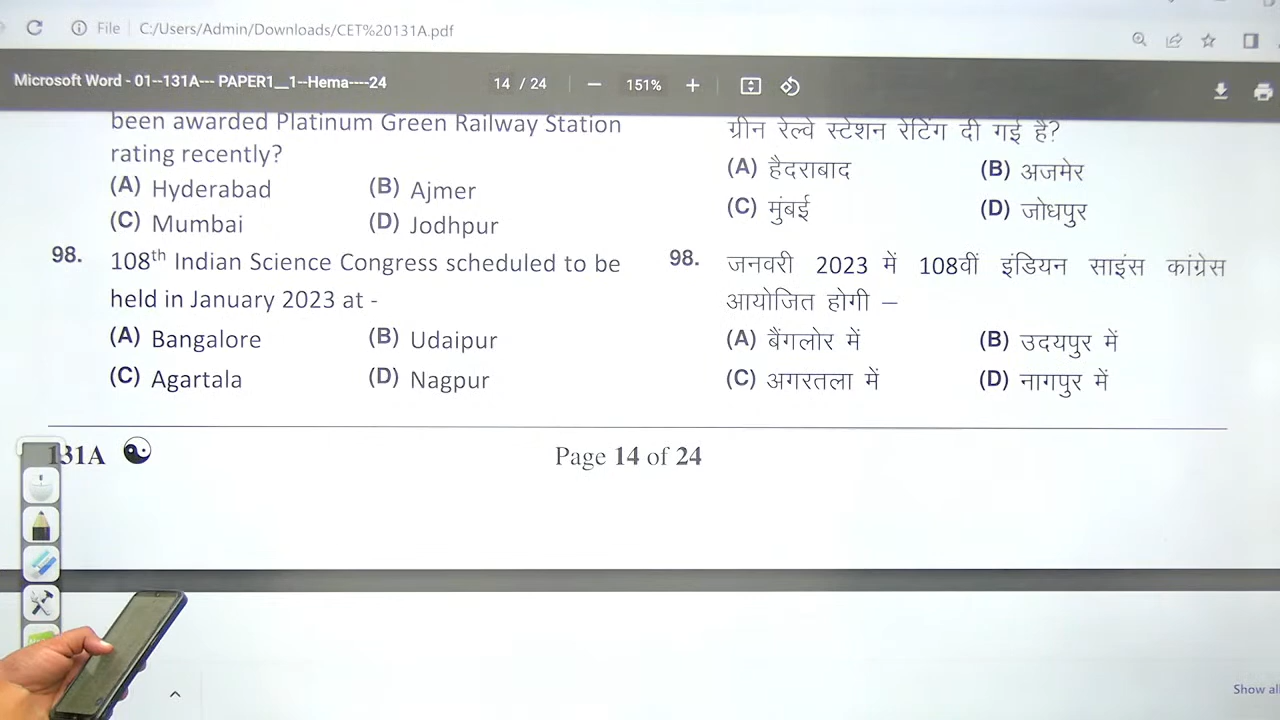 File C:/Users/Admin/Downloads/CET%20131A.pdf
Microsoft Word - 01--131A--- PAPER1__1--Hema----24 14 / 24 151%
been awarded Platinum Green Railway Station
rating recently?
(A) Hyderabad (B) Ajmer
(C) Mumbai (D) Jodhpur
98. 108th Indian Science Congress scheduled to be
held in January 2023 at -
(A) Bangalore (B) Udaipur
(C) Agartala (D) Nagpur
ग्रीन रेल्वे स्टेशन रेटिंग दी गई है?
(A) हैदराबाद (B) अजमेर
(C) मुंबई (D) जोधपुर
98. जनवरी 2023 में 108वीं इंडियन साइंस कांग्रेस
आयोजित होगी –
(A) बैंगलोर में (B) उदयपुर में
(C) अगरतला में (D) नागपुर में
131A Page 14 of 24
Show all